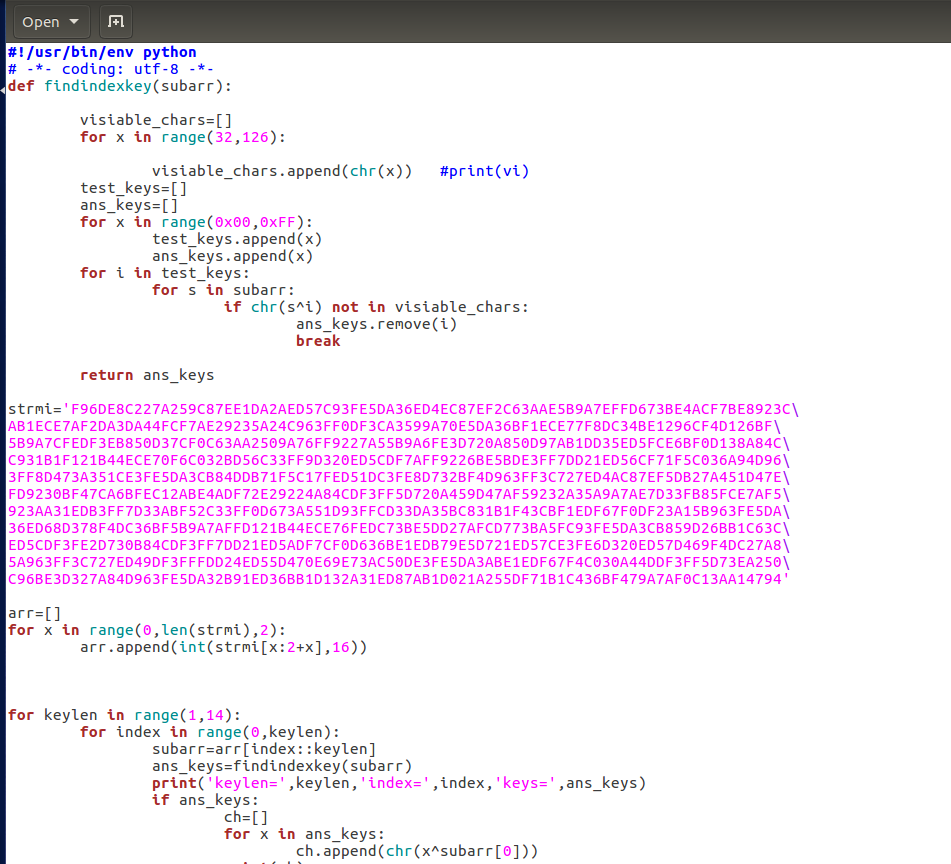 Open
#!/usr/bin/env python
# -*- coding: utf-8 -*-
def findindexkey(subarr):
visiable_chars=[]
for x in range(32,126):
visiable_chars.append(chr(x)) #print(vi)
test_keys=[]
ans_keys=[]
for x in range(0x00,0xFF):
test_keys.append(x)
ans_keys.append(x)
for i in test_keys:
for s in subarr:
if chr(s^i) not in visiable_chars:
ans_keys.remove(i)
break
return ans_keys
strmi='F96DE8C227A259C87EE1DA2AED57C93FE5DA36ED4EC87EF2C63AAE5B9A7EFFD673BE4ACF7BE8923C\
AB1ECE7AF2DA3DA44FCF7AE29235A24C963FF0DF3CA3599A70E5DA36BF1ECE77F8DC34BE129 6CF4D126BF\
5B9A7CFEDF3EB850D37CF0C63AA2509A76FF9227A55B9A6FE3D720A850D97AB1DD35ED5FCE6BF0D138A84C\
C931B1F121B44ECE70F6C032BD56C33FF9D320ED5CDF7AFF9226BE5BDE3FF7DD21ED56CF71F5C036A94D96\
3FF8D473A351CE3FE5DA3CB84DDB71F5C17FED51DC3FE8D732BF4D963FF3C727ED4AC87EF5DB27A451D47E\
FD9230BF47CA6BFEC12ABE4ADF72E29224A84CDF3FF5D720A459D47AF59232A35A9A7AE7D33FB85FCE7AF5\
923AA31EDB3FF7D33ABF52C33FF0D673A551D93FFCD33DA35BC831B1F43CBF1EDF67F0DF23A15B963FE5DA\
36ED68D378F4DC36BF5B9A7AFFD121B44ECE76FEDC73BE5DD27AFCD773BA5FC93FE5DA3CB859D26BB1C63C\
ED5CDF3FE2D730B84CDF3FF7DD21ED5ADF7CF0D636BE1EDB79E5D721ED57CE3FE6D320ED57D469F4DC27A8\
5A963FF3C727ED49DF3FFFDD24ED55D470E69E73AC50DE3FE5DA3ABE1EDF67F4C030A44DDF3FF5D73EA250\
C96BE3D327A84D963FE5DA32B91ED36BB1D132A31ED87AB1D021A255DF71B1C436BF479A7AF0C13AA14794'
arr=[]
for x in range(0,len(strmi),2):
arr.append(int(strmi[x:2+x],16))
for keylen in range(1,14):
for index in range(0,keylen):
subarr=arr[index::keylen]
ans_keys=findindexkey(subarr)
print('keylen=',keylen,'index=',index,'keys=',ans_keys)
if ans_keys:
ch=[]
for x in ans_keys:
ch.append(chr(x^subarr[0]))